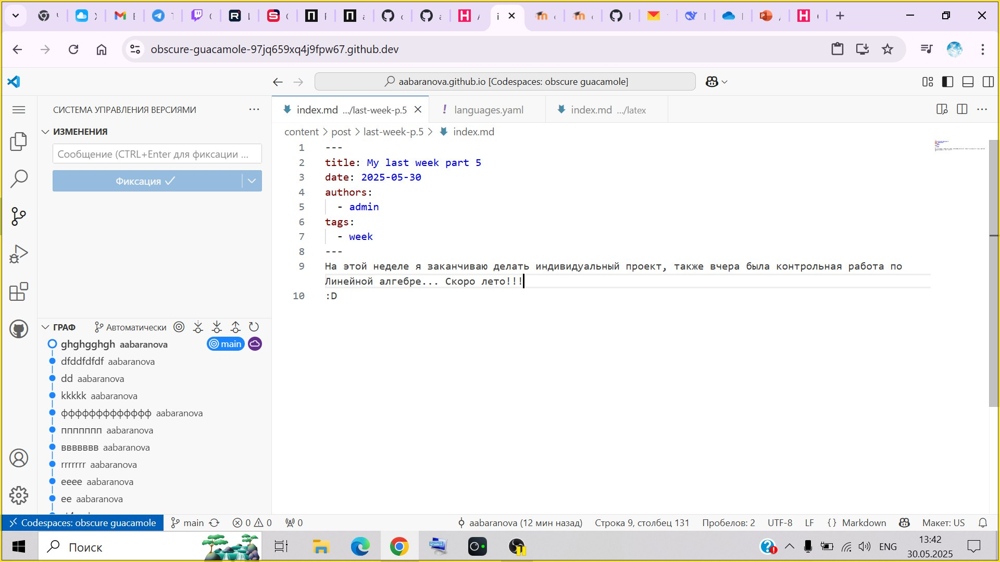 obscure-guacamole-97jq659xq4j9fpw67.github.dev
aabaranova.github.io [Codespaces: obscure guacamole]
СИСТЕМА УПРАВЛЕНИЯ ВЕРСИЯМИ
index.md .../last-week-p.5
languages.yaml
index.md .../latex
ИЗМЕНЕНИЯ
content > post > last-week-p.5 > index.md
Сообщение (CTRL+Enter для фиксации ...
Фиксация
1 ---
2 title: My last week part 5
3 date: 2025-05-30
4 authors:
5 - admin
6 tags:
7 - week
8 ---
9 На этой неделе я заканчиваю делать индивидуальный проект, также вчера была контрольная работа по
Линейной алгебре... Скоро лето!!!
10 :D
ГРАФ Автоматически
ghghgghgh aabaranova main
dfddfdfdf aabaranova
dd aabaranova
kkkkk aabaranova
ффффффффффффф aabaranova
ппппппп aabaranova
ввввввв aabaranova
rrrrrrr aabaranova
eeee aabaranova
ee aabaranova
Codespaces: obscure guacamole main 0 0 0 aabaranova (12 мин назад) Строка 9, столбец 131 Пробелов: 2 UTF-8 LF {} Markdown Макет: US
Поиск
ENG
13:42
30.05.2025